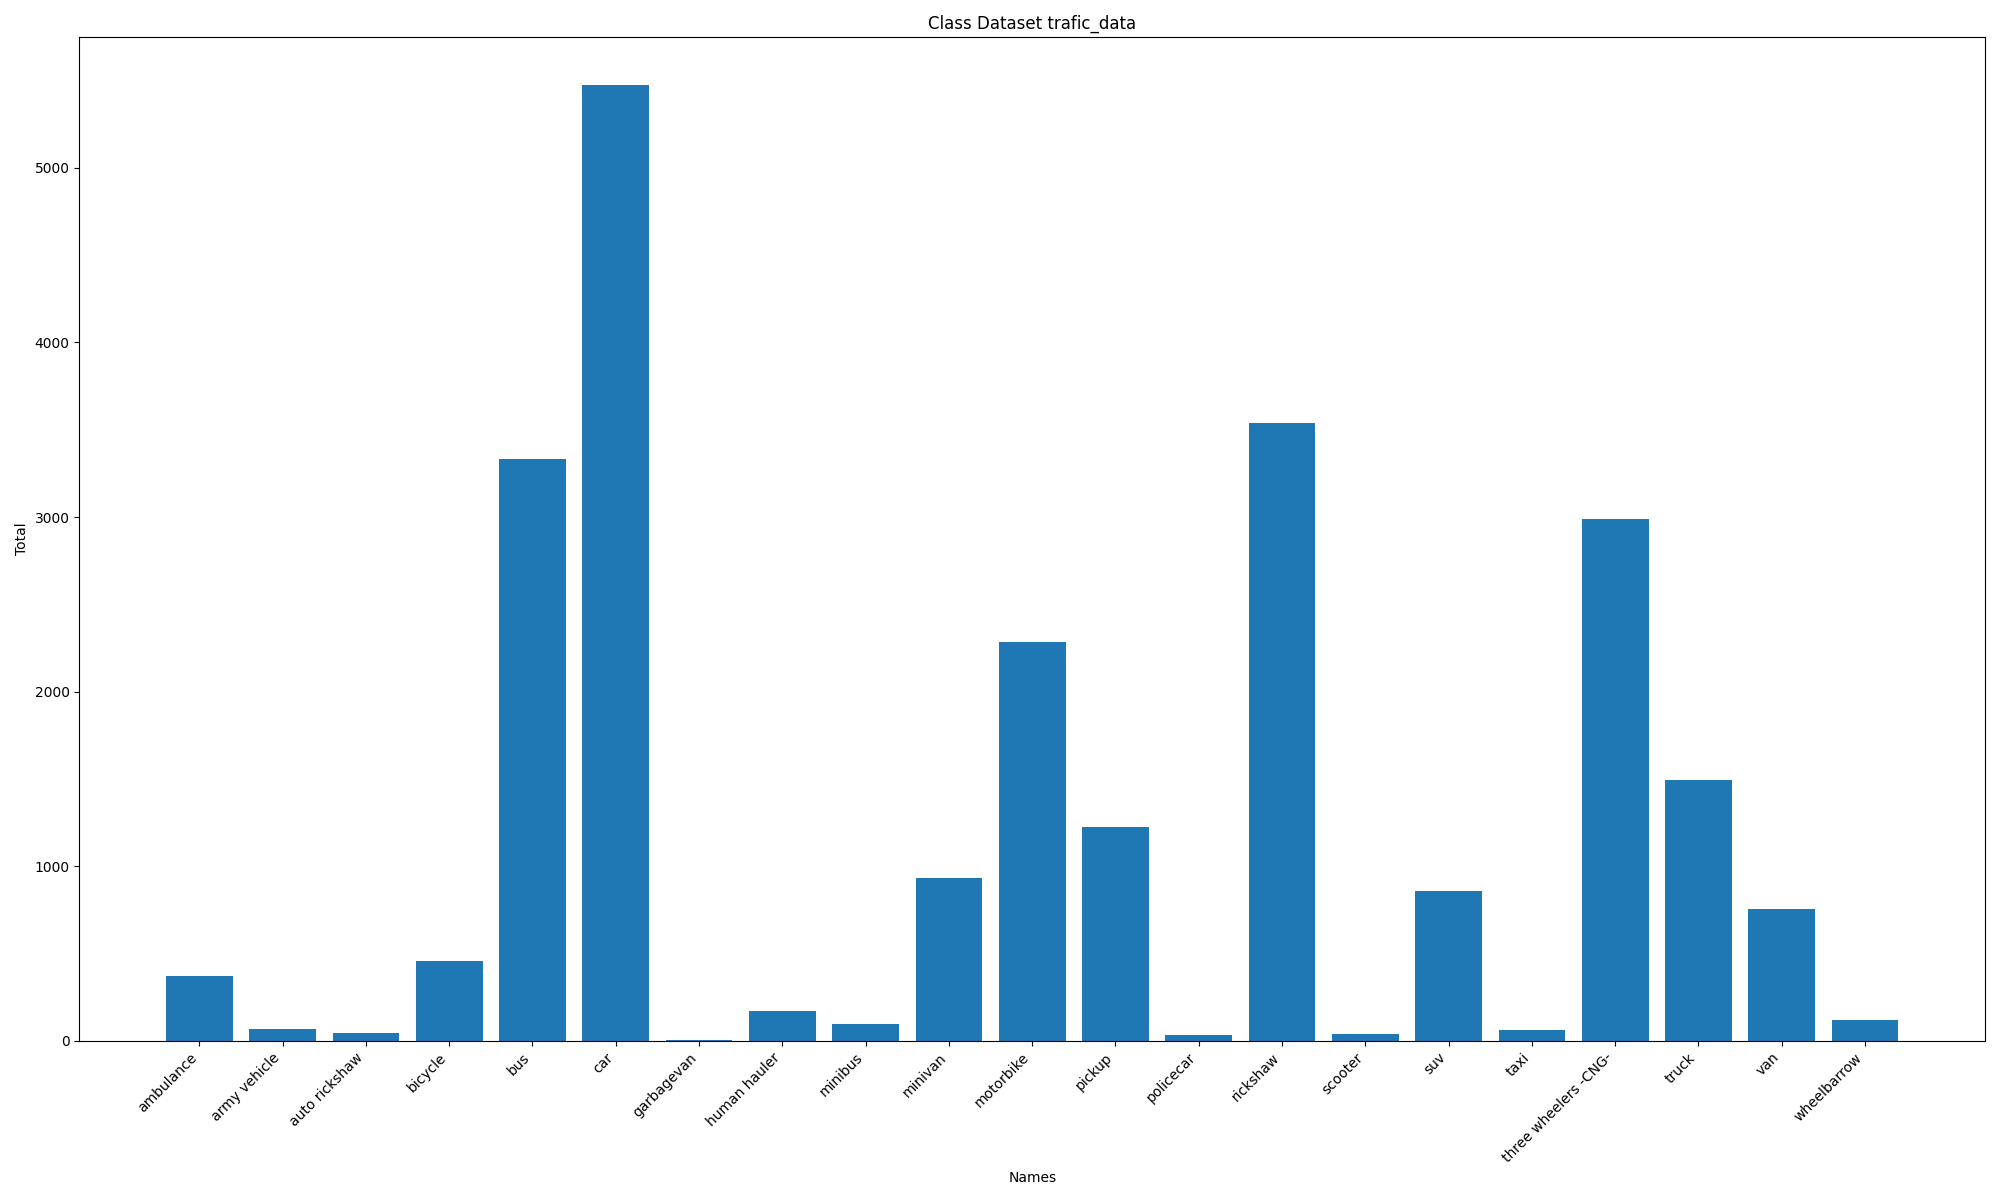 Class Dataset trafic_data
5000
4000
3000
2000
1000
0
Total
ambulance
army vehicle
auto rickshaw
bicycle
bus
car
garbagevan
human hauler
minibus
minivan
motorbike
pickup
policecar
rickshaw
scooter
suv
taxi
three wheelers -CNG-
truck
van
wheelbarrow
Names